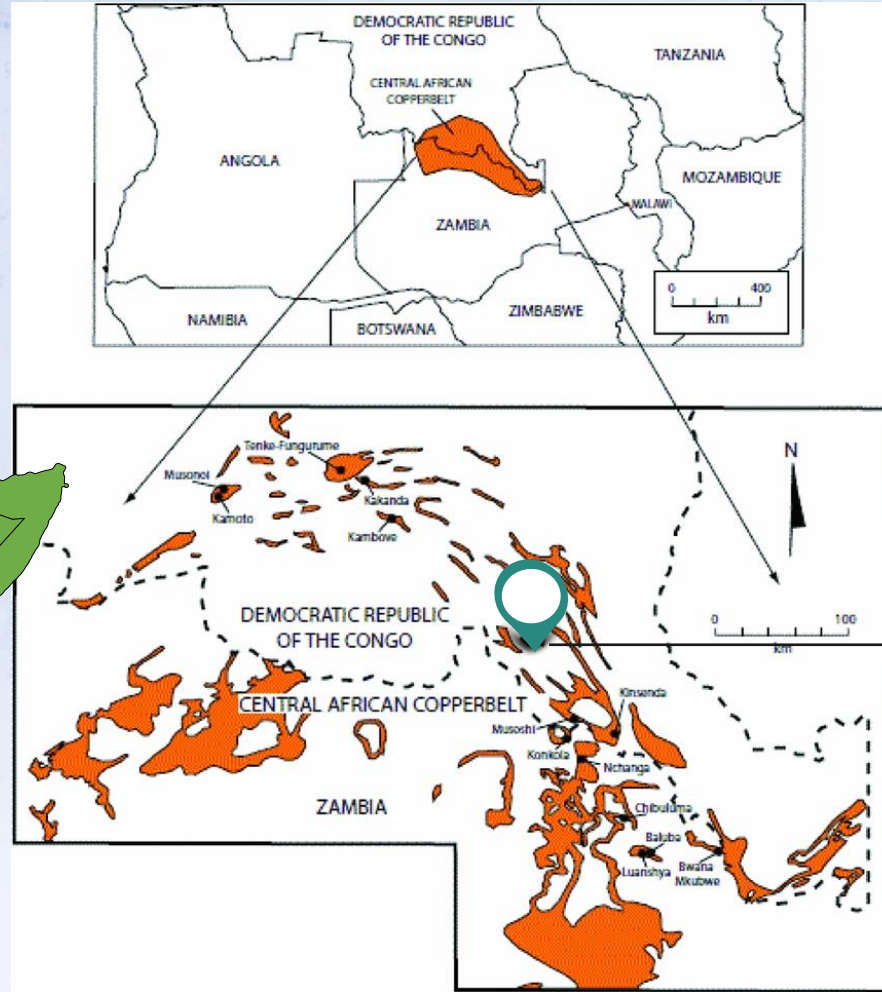 DEMOCRATIC REPUBLIC
OF THE CONGO
TANZANIA
CENTRAL AFRICAN
COPPERBELT
ANGOLA
MOZAMBIQUE
MALAWI
ZAMBIA
0 400
km
NAMIBIA
ZIMBABWE
BOTSWANA
Tenke-Fungurume
N
Musonoi
Kakanda
Kamoto
Kambove
DEMOCRATIC REPUBLIC
OF THE CONGO
0 100
km
Kinsenda
CENTRAL AFRICAN COPPERBELT
Musoshi
Konkola
Nchanga
ZAMBIA
Chibuluma
Baluba
Luanshya
Bwana
Mkubwe